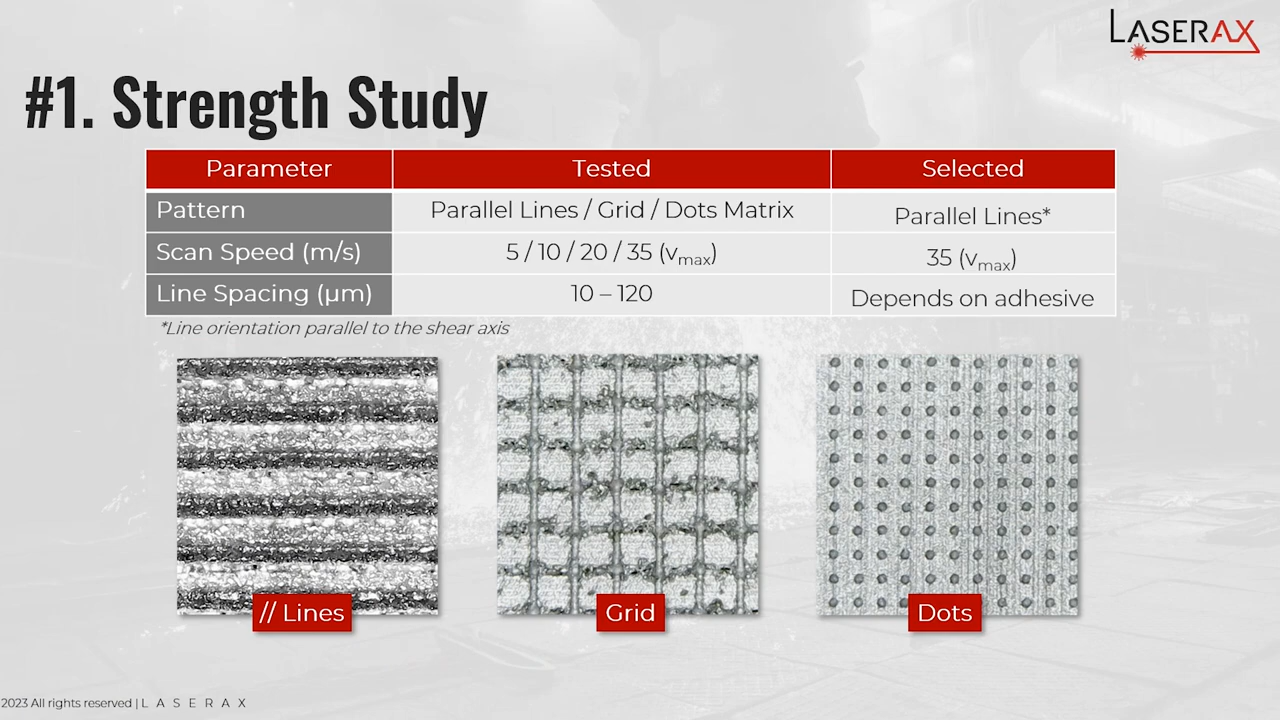 LASERAX
#1. Strength Study
Parameter Tested Selected
Pattern Parallel Lines / Grid / Dots Matrix Parallel Lines*
Scan Speed (m/s) 5 / 10 / 20 / 35 (vmax) 35 (vmax)
Line Spacing (µm) 10 – 120 Depends on adhesive
*Line orientation parallel to the shear axis
// Lines Grid Dots
2023 All rights reserved | L A S E R A X